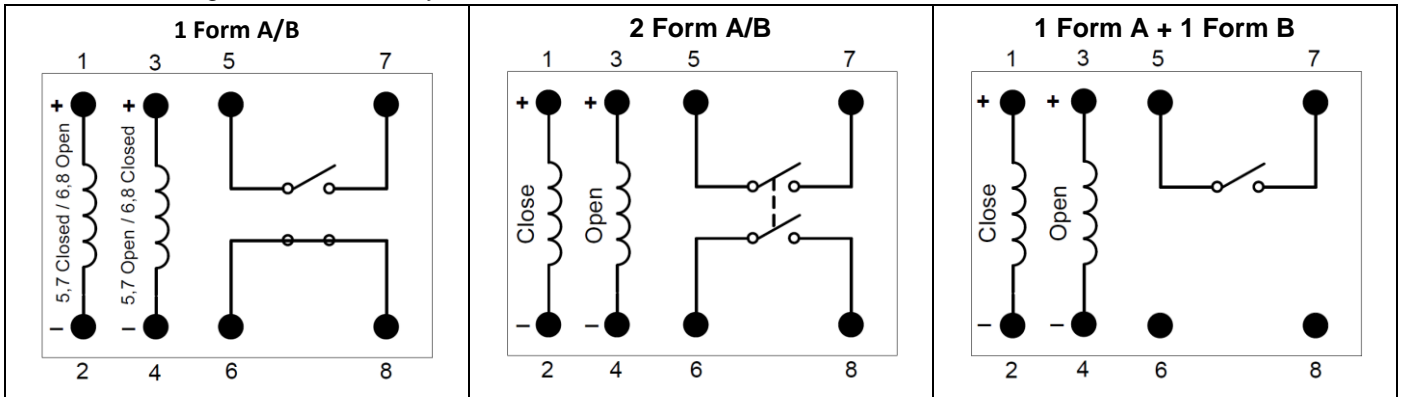 1 Form A/B
1 3 5 7
+ +
5,7 Closed / 6,8 Open
5,7 Open / 6,8 Closed
– –
2 4 6 8
2 Form A/B
1 3 5 7
+ +
Close
Open
– –
2 4 6 8
1 Form A + 1 Form B
1 3 5 7
+ +
Close
Open
– –
2 4 6 8